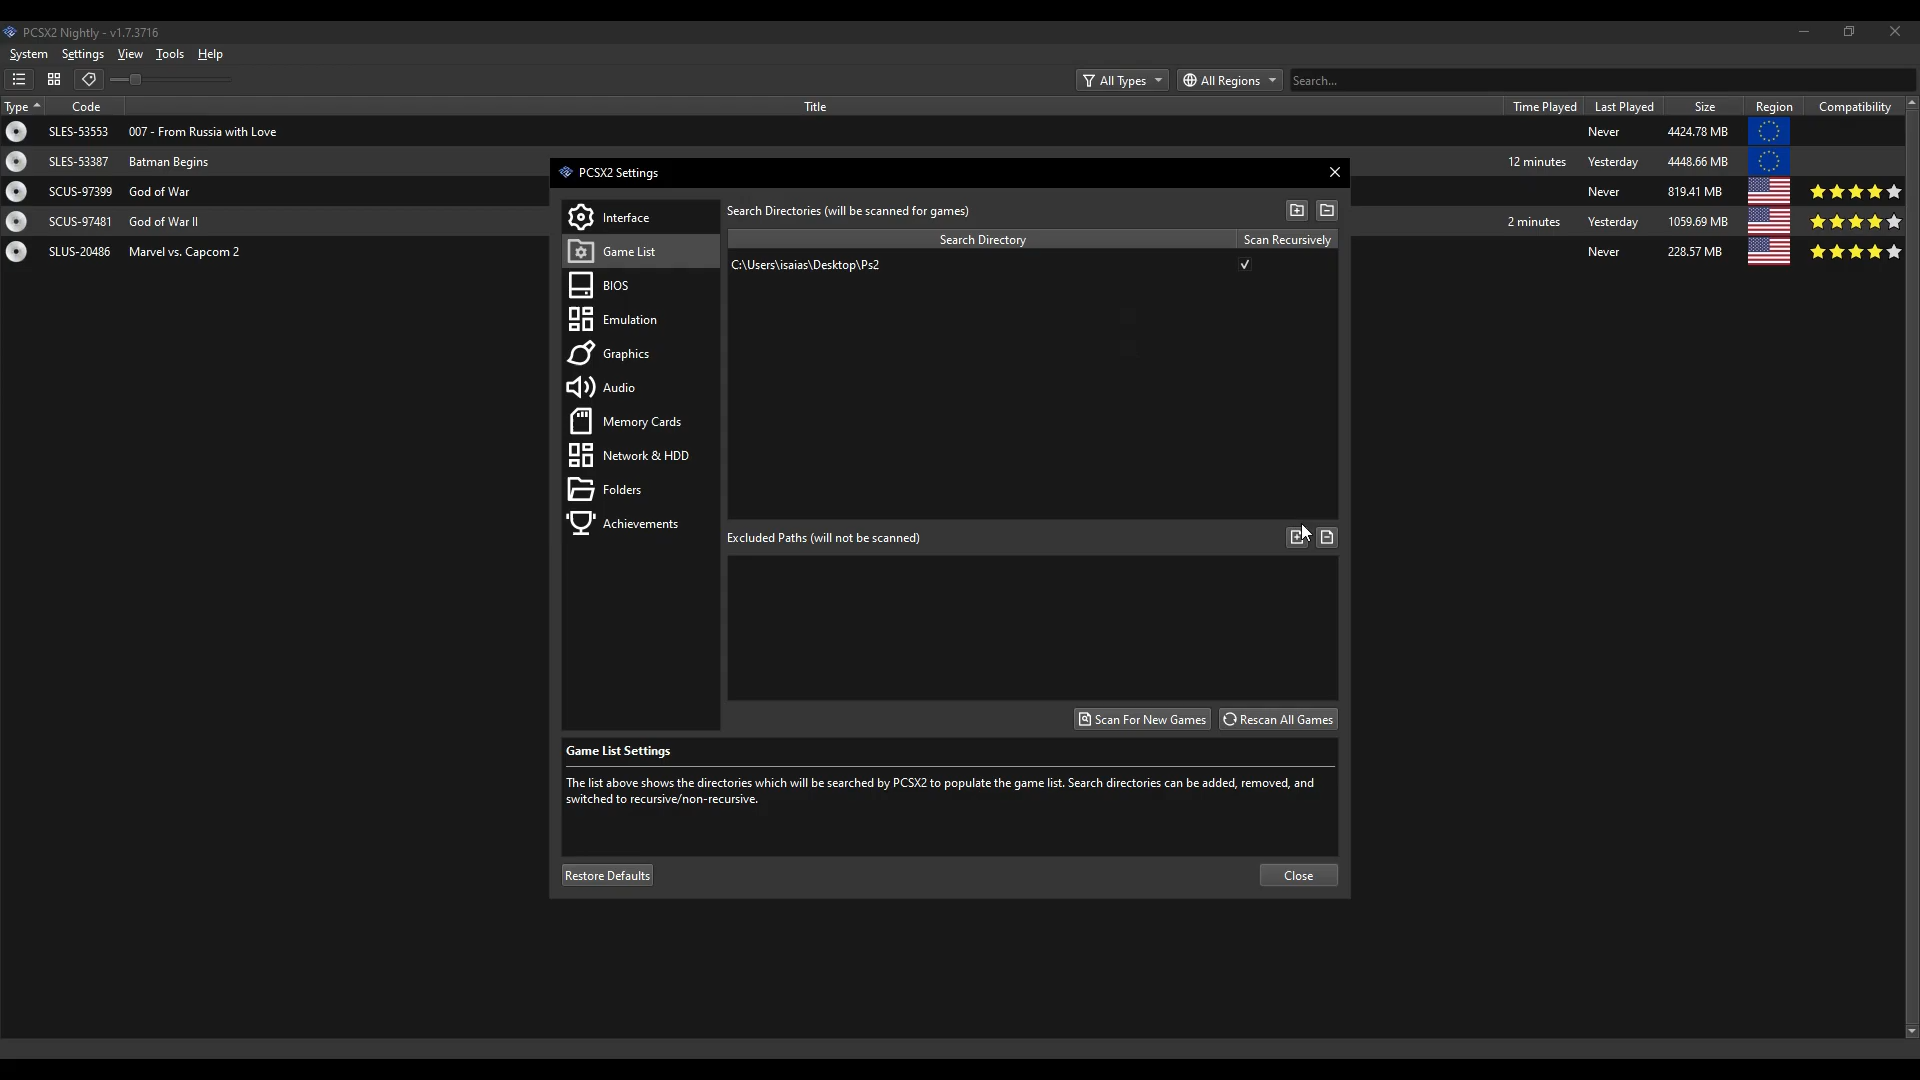 PCSX2 Nightly - v1.7.3716
System Settings View Tools Help
All Types All Regions Search...
Type Code Title Time Played Last Played Size Region Compatibility
SLES-53553 007 - From Russia with Love Never 4424.78 MB
SLES-53387 Batman Begins 12 minutes Yesterday 4448.66 MB
SCUS-97399 God of War Never 819.41 MB
SCUS-97481 God of War II 2 minutes Yesterday 1059.69 MB
SLUS-20486 Marvel vs. Capcom 2 Never 228.57 MB
PCSX2 Settings
Interface
Game List
BIOS
Emulation
Graphics
Audio
Memory Cards
Network & HDD
Folders
Achievements
Search Directories (will be scanned for games)
Search Directory Scan Recursively
C:\Users\isaias\Desktop\Ps2
Excluded Paths (will not be scanned)
Scan For New Games Rescan All Games
Game List Settings
The list above shows the directories which will be searched by PCSX2 to populate the game list. Search directories can be added, removed, and
switched to recursive/non-recursive.
Restore Defaults Close